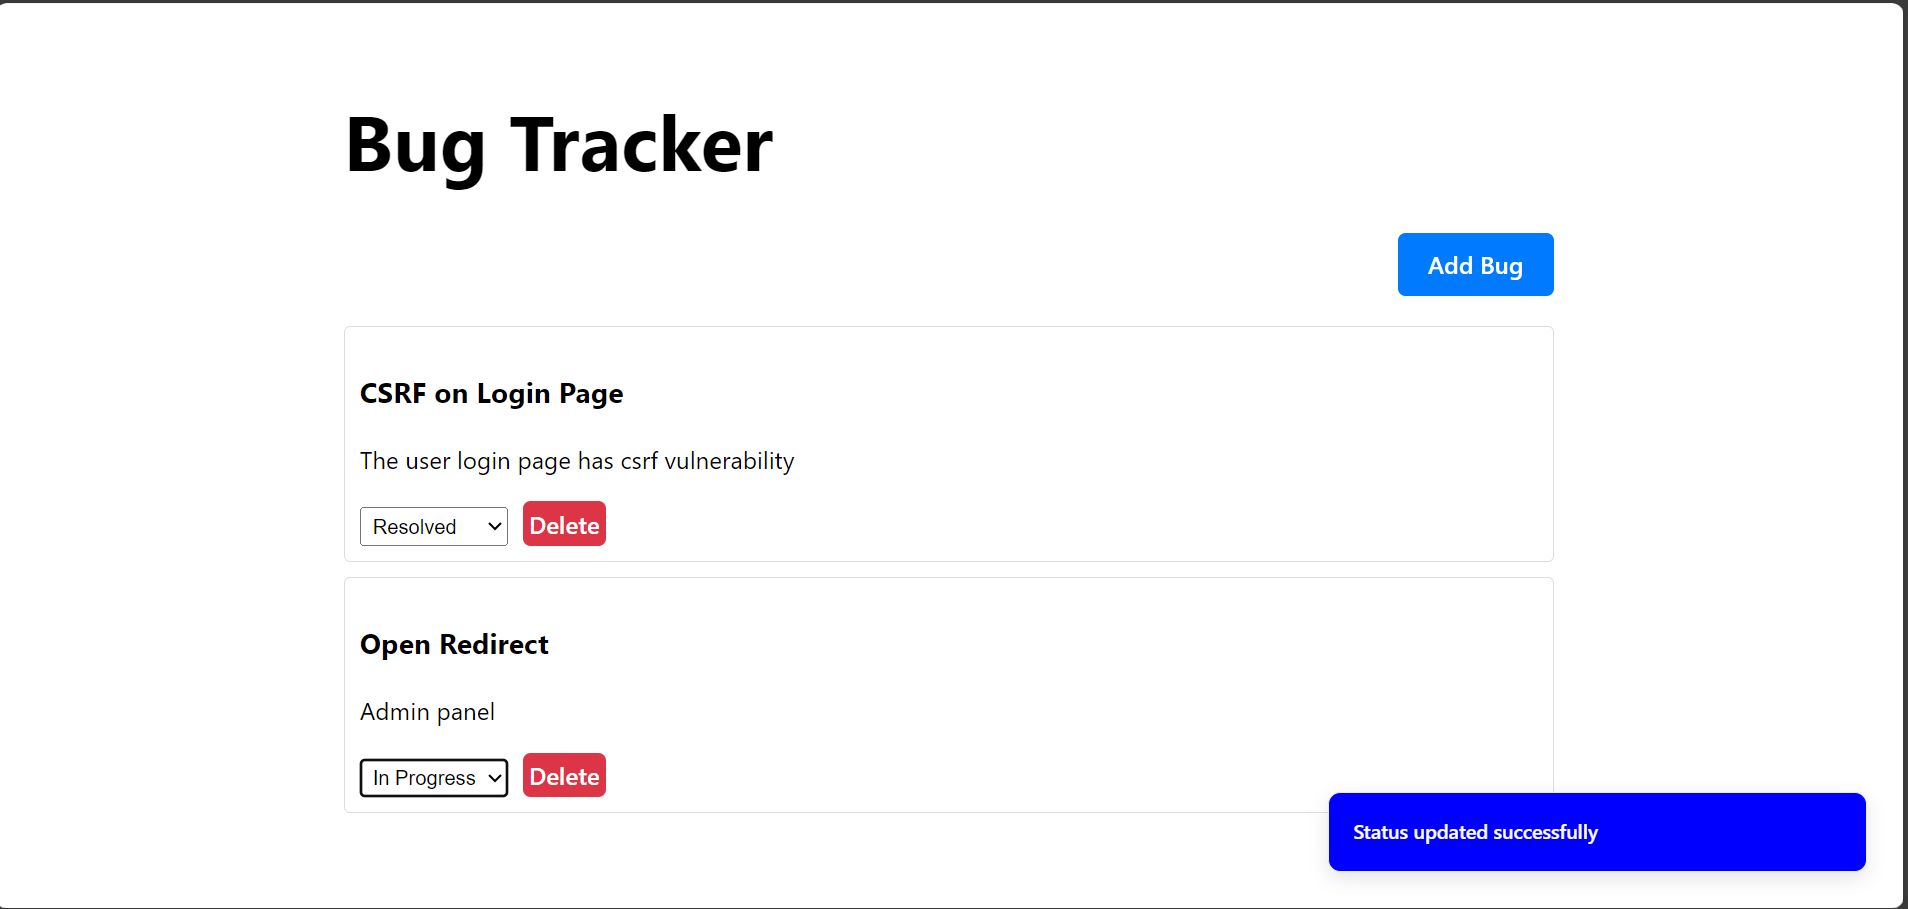 Bug Tracker
Add Bug
CSRF on Login Page
The user login page has csrf vulnerability
Resolved Delete
Open Redirect
Admin panel
In Progress Delete
Status updated successfully